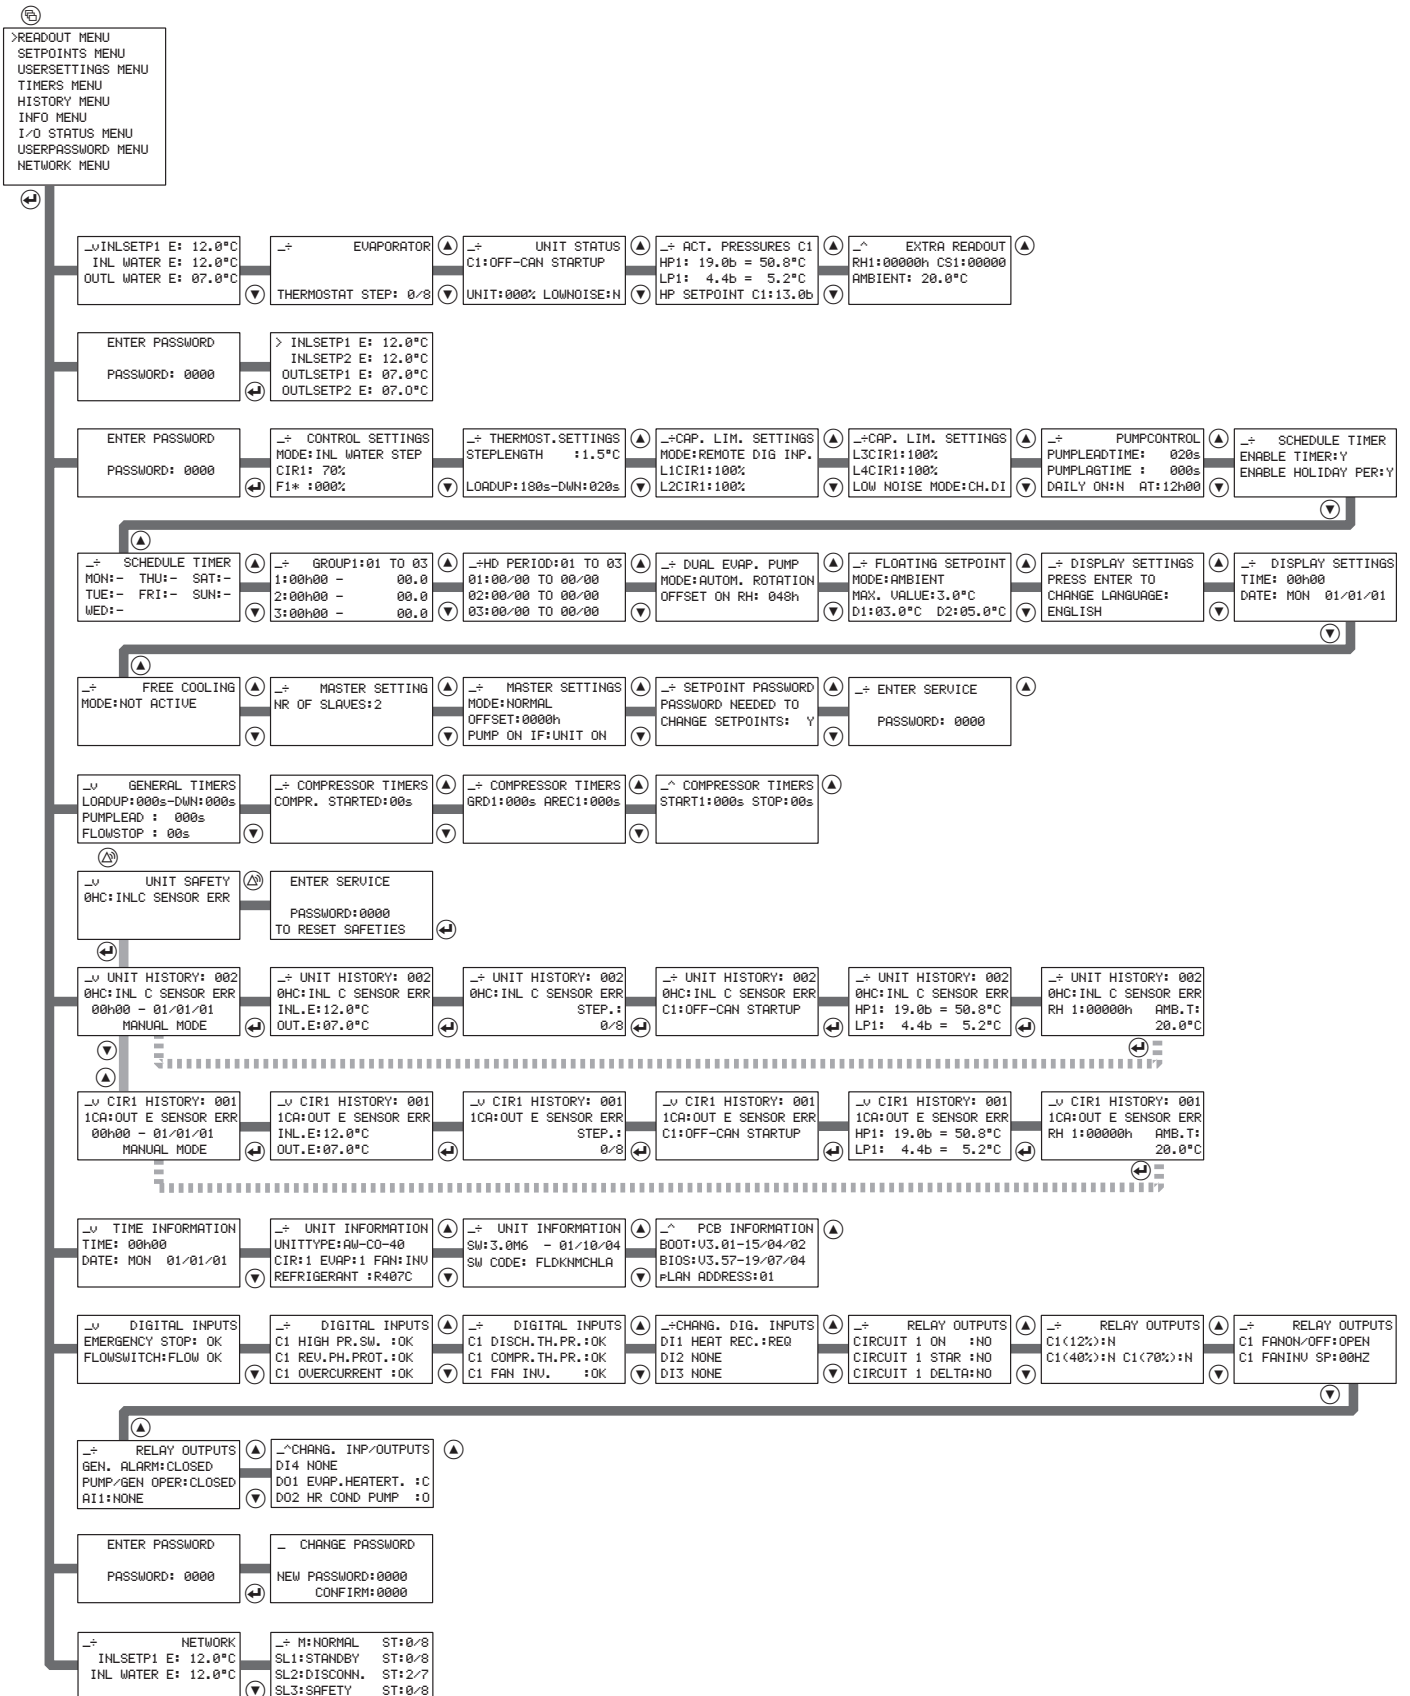 >READOUT MENU
SETPOINTS MENU
USERSETTINGS MENU
TIMERS MENU
HISTORY MENU
INFO MENU
I/O STATUS MENU
USERPASSWORD MENU
NETWORK MENU
_vINLSETP1 E: 12.0°C
INL WATER E: 12.0°C
OUTL WATER E: 07.0°C
_÷ EVAPORATOR
THERMOSTAT STEP: 0/8
_÷ UNIT STATUS
C1:OFF-CAN STARTUP
UNIT:000% LOWNOISE:N
_÷ ACT. PRESSURES C1
HP1: 19.0b = 50.8°C
LP1: 4.4b = 5.2°C
HP SETPOINT C1:13.0b
_^ EXTRA READOUT
RH1:00000h CS1:00000
AMBIENT: 20.0°C
ENTER PASSWORD
PASSWORD: 0000
> INLSETP1 E: 12.0°C
INLSETP2 E: 12.0°C
OUTLSETP1 E: 07.0°C
OUTLSETP2 E: 07.0°C
ENTER PASSWORD
PASSWORD: 0000
_÷ CONTROL SETTINGS
MODE:INL WATER STEP
CIR1: 70%
F1* :000%
_÷ THERMOST.SETTINGS
STEPLENGTH :1.5°C
LOADUP:180s-DWN:020s
_÷CAP. LIM. SETTINGS
MODE:REMOTE DIG INP.
L1CIR1:100%
L2CIR1:100%
_÷CAP. LIM. SETTINGS
L3CIR1:100%
L4CIR1:100%
LOW NOISE MODE:CH.DI
_÷ PUMPCONTROL
PUMPLEADTIME: 020s
PUMPLAGTIME : 000s
DAILY ON:N AT:12h00
_÷ SCHEDULE TIMER
ENABLE TIMER:Y
ENABLE HOLIDAY PER:Y
_÷ SCHEDULE TIMER
MON:- THU:- SAT:-
TUE:- FRI:- SUN:-
WED:-
_÷ GROUP1:01 TO 03
1:00h00 - 00.0
2:00h00 - 00.0
3:00h00 - 00.0
_÷HD PERIOD:01 TO 03
01:00/00 TO 00/00
02:00/00 TO 00/00
03:00/00 TO 00/00
_÷ DUAL EVAP. PUMP
MODE:AUTOM. ROTATION
OFFSET ON RH: 048h
_÷ FLOATING SETPOINT
MODE:AMBIENT
MAX. VALUE:3.0°C
D1:03.0°C D2:05.0°C
_÷ DISPLAY SETTINGS
PRESS ENTER TO
CHANGE LANGUAGE:
ENGLISH
_÷ DISPLAY SETTINGS
TIME: 00h00
DATE: MON 01/01/01
_÷ FREE COOLING
MODE:NOT ACTIVE
_÷ MASTER SETTING
NR OF SLAVES:2
_÷ MASTER SETTINGS
MODE:NORMAL
OFFSET:0000h
PUMP ON IF:UNIT ON
_÷ SETPOINT PASSWORD
PASSWORD NEEDED TO
CHANGE SETPOINTS: Y
_÷ ENTER SERVICE
PASSWORD: 0000
_v GENERAL TIMERS
LOADUP:000s-DWN:000s
PUMPLEAD : 000s
FLOWSTOP : 00s
_÷ COMPRESSOR TIMERS
COMPR. STARTED:00s
_÷ COMPRESSOR TIMERS
GRD1:000s AREC1:000s
_^ COMPRESSOR TIMERS
START1:000s STOP:00s
_v UNIT SAFETY
0HC:INLC SENSOR ERR
ENTER SERVICE
PASSWORD:0000
TO RESET SAFETIES
_v UNIT HISTORY: 002
0HC:INL C SENSOR ERR
00h00 - 01/01/01
MANUAL MODE
_÷ UNIT HISTORY: 002
0HC:INL C SENSOR ERR
INL.E:12.0°C
OUT.E:07.0°C
_÷ UNIT HISTORY: 002
0HC:INL C SENSOR ERR
STEP.:
0/8
_÷ UNIT HISTORY: 002
0HC:INL C SENSOR ERR
C1:OFF-CAN STARTUP
_÷ UNIT HISTORY: 002
0HC:INL C SENSOR ERR
HP1: 19.0b = 50.8°C
LP1: 4.4b = 5.2°C
_÷ UNIT HISTORY: 002
0HC:INL C SENSOR ERR
RH 1:00000h AMB.T:
20.0°C
_v CIR1 HISTORY: 001
1CA:OUT E SENSOR ERR
00h00 - 01/01/01
MANUAL MODE
_v CIR1 HISTORY: 001
1CA:OUT E SENSOR ERR
INL.E:12.0°C
OUT.E:07.0°C
_v CIR1 HISTORY: 001
1CA:OUT E SENSOR ERR
STEP.:
0/8
_v CIR1 HISTORY: 001
1CA:OUT E SENSOR ERR
C1:OFF-CAN STARTUP
_v CIR1 HISTORY: 001
1CA:OUT E SENSOR ERR
HP1: 19.0b = 50.8°C
LP1: 4.4b = 5.2°C
_v CIR1 HISTORY: 001
1CA:OUT E SENSOR ERR
RH 1:00000h AMB.T:
20.0°C
_v TIME INFORMATION
TIME: 00h00
DATE: MON 01/01/01
_÷ UNIT INFORMATION
UNITTYPE:AW-CO-40
CIR:1 EVAP:1 FAN:INV
REFRIGERANT :R407C
_÷ UNIT INFORMATION
SW:3.0M6 - 01/10/04
SW CODE: FLDKNMCHLA
_^ PCB INFORMATION
BOOT:V3.01-15/04/02
BIOS:V3.57-19/07/04
pLAN ADDRESS:01
_v DIGITAL INPUTS
EMERGENCY STOP: OK
FLOWSWITCH:FLOW OK
_÷ DIGITAL INPUTS
C1 HIGH PR.SW. :OK
C1 REV.PH.PROT.:OK
C1 OVERCURRENT :OK
_÷ DIGITAL INPUTS
C1 DISCH.TH.PR.:OK
C1 COMPR.TH.PR.:OK
C1 FAN INV. :OK
_÷CHANG. DIG. INPUTS
DI1 HEAT REC.:REQ
DI2 NONE
DI3 NONE
_÷ RELAY OUTPUTS
CIRCUIT 1 ON :NO
CIRCUIT 1 STAR :NO
CIRCUIT 1 DELTA:NO
_÷ RELAY OUTPUTS
C1(12%):N
C1(40%):N C1(70%):N
_÷ RELAY OUTPUTS
C1 FANON/OFF:OPEN
C1 FANINV SP:00HZ
_÷ RELAY OUTPUTS
GEN. ALARM:CLOSED
PUMP/GEN OPER:CLOSED
AI1:NONE
_^CHANG. INP/OUTPUTS
DI4 NONE
DO1 EVAP.HEATERT. :C
DO2 HR COND PUMP :O
ENTER PASSWORD
PASSWORD: 0000
_ CHANGE PASSWORD
NEW PASSWORD:0000
CONFIRM:0000
_÷ NETWORK
INLSETP1 E: 12.0°C
INL WATER E: 12.0°C
_÷ M:NORMAL ST:0/8
SL1:STANDBY ST:0/8
SL2:DISCONN. ST:2/7
SL3:SAFETY ST:0/8